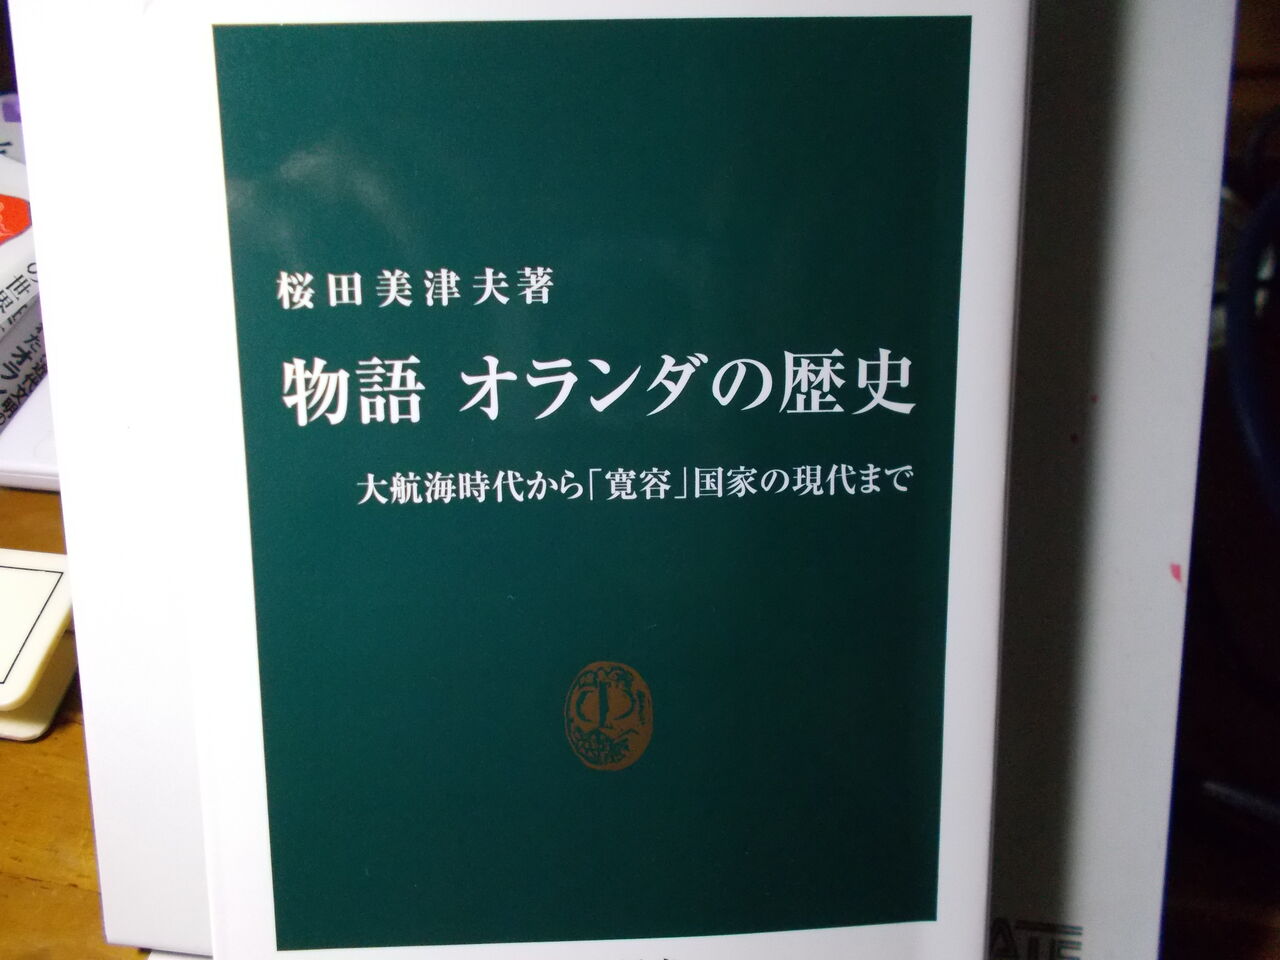 桜田美津夫著
物語 オランダの歴史
大航海時代から「寛容」国家の現代まで